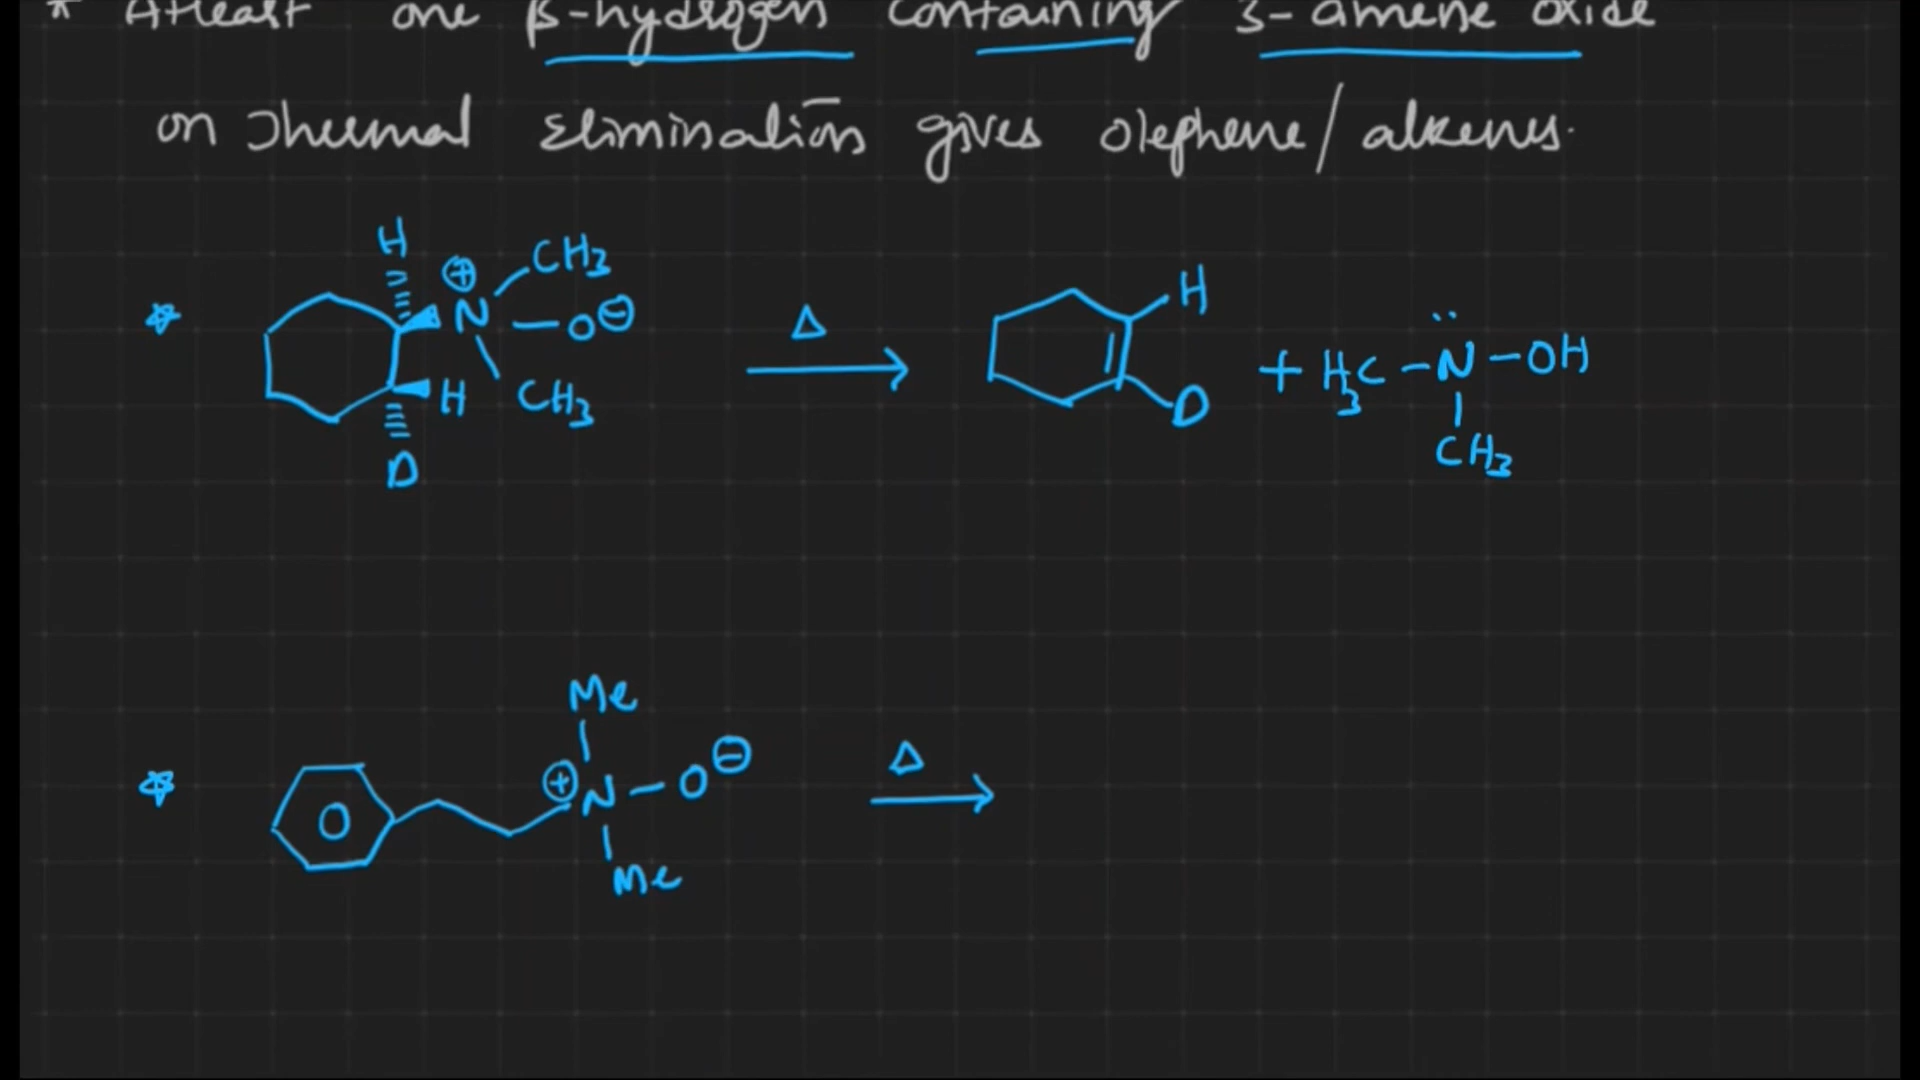 * Atleast one β-hydrogen containing 3-amene oxide
on Thermal Elimination gives olephene/alkenes.
H
⊕ CH3
N - O⊖
H CH3
D
Δ
H
D
+ H3C - N̈ - OH
CH3
Me
⊕ N - O⊖
Me
Δ